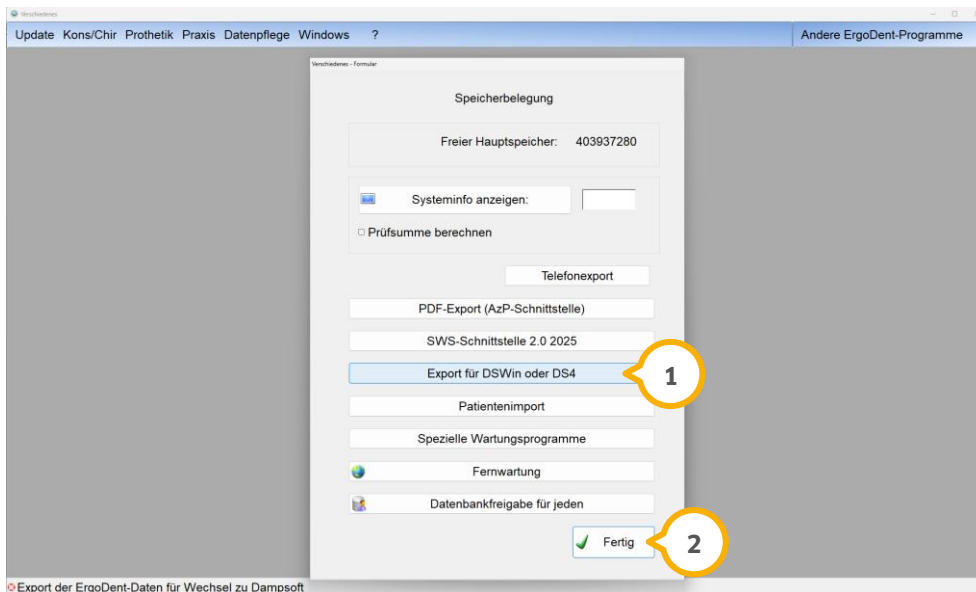 Verschiedenes
Update Kons/Chir Prothetik Praxis Datenpflege Windows ? Andere ErgoDent-Programme
Verschiedenes - Formular
Speicherbelegung
Freier Hauptspeicher: 403937280
Systeminfo anzeigen:
Prüfsumme berechnen
Telefonexport
PDF-Export (AzP-Schnittstelle)
SWS-Schnittstelle 2.0 2025
Export für DSWin oder DS4
1
Patientenimport
Spezielle Wartungsprogramme
Fernwartung
Datenbankfreigabe für jeden
Fertig
2
Export der ErgoDent-Daten für Wechsel zu Dampsoft